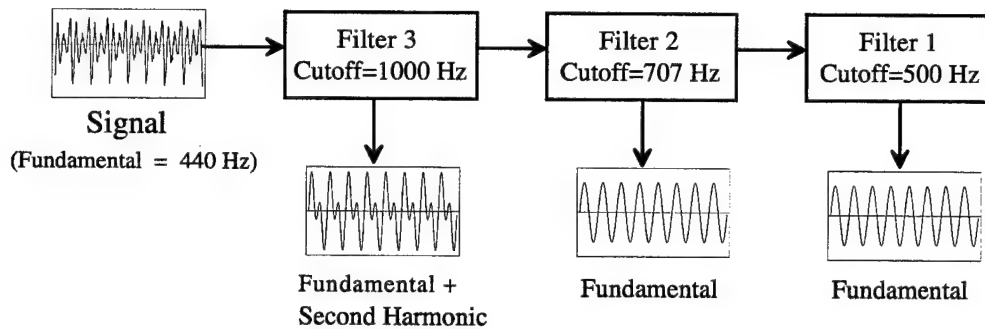 Filter 3
Cutoff=1000 Hz
Filter 2
Cutoff=707 Hz
Filter 1
Cutoff=500 Hz
Signal
(Fundamental = 440 Hz)
Fundamental +
Second Harmonic
Fundamental
Fundamental